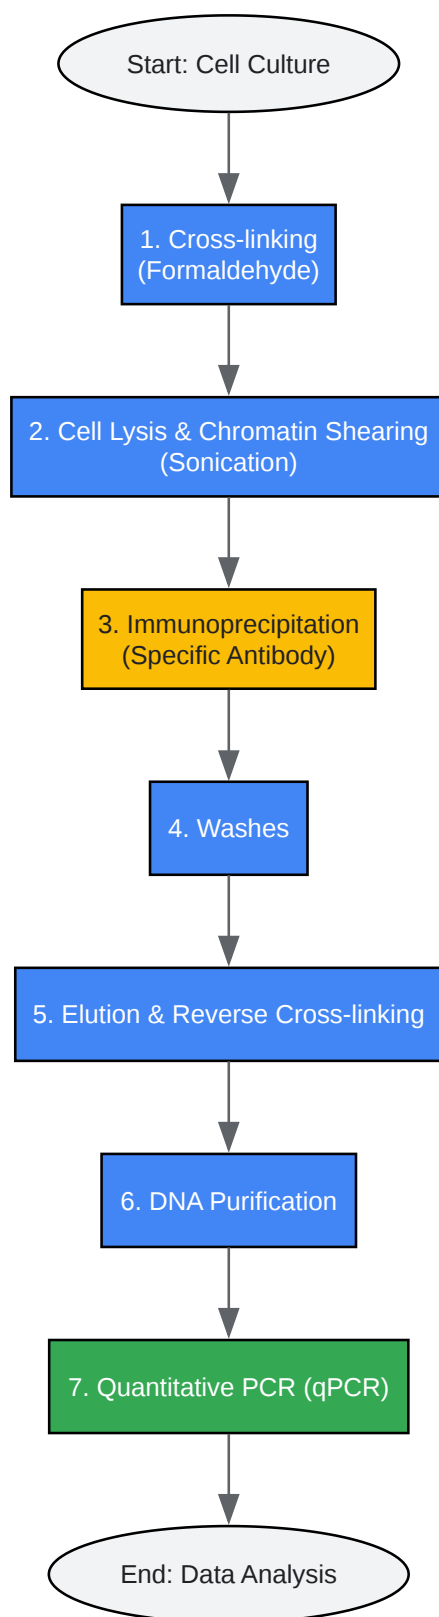 Start: Cell Culture
1. Cross-linking
(Formaldehyde)
2. Cell Lysis & Chromatin Shearing
(Sonication)
3. Immunoprecipitation
(Specific Antibody)
4. Washes
5. Elution & Reverse Cross-linking
6. DNA Purification
7. Quantitative PCR (qPCR)
End: Data Analysis